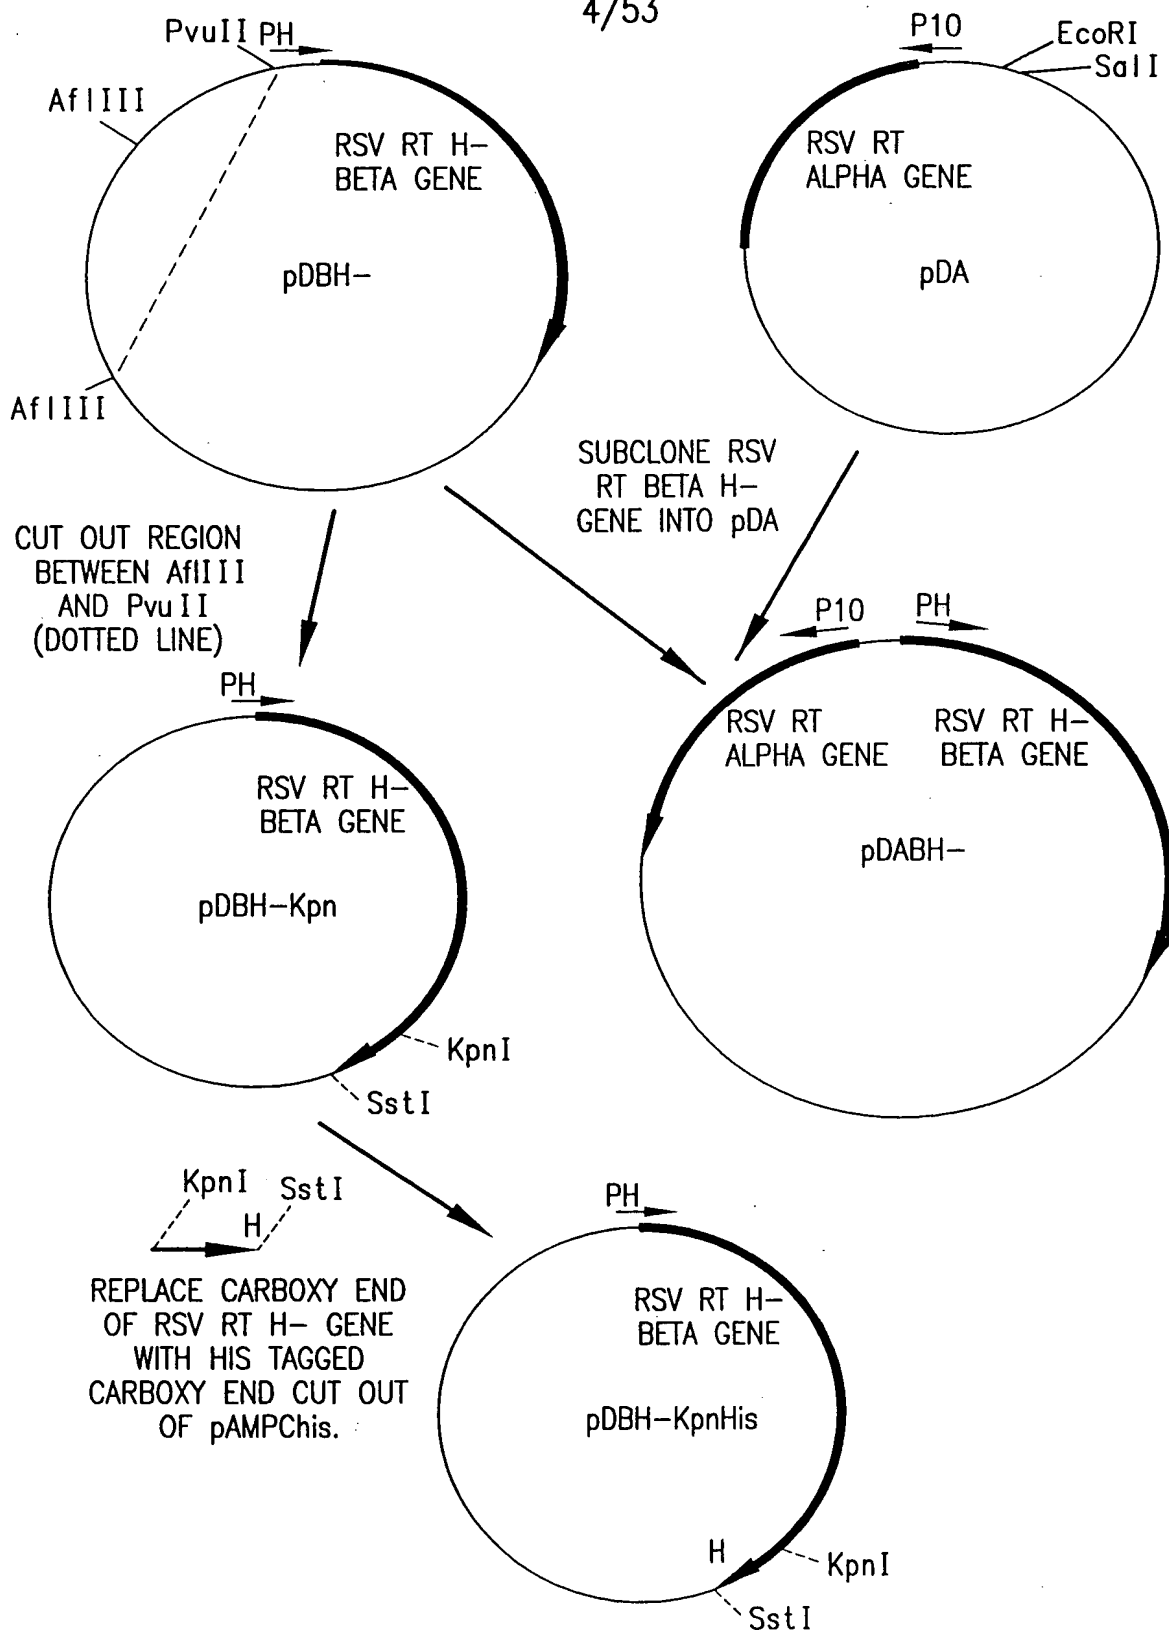 4/53
PvuII PH
AflIII
RSV RT H-
BETA GENE
pDBH-
AflIII
P10
EcoRI
SalI
RSV RT
ALPHA GENE
pDA
SUBCLONE RSV
RT BETA H-
GENE INTO pDA
CUT OUT REGION
BETWEEN AflIII
AND PvuII
(DOTTED LINE)
PH
RSV RT H-
BETA GENE
pDBH-Kpn
KpnI
SstI
P10 PH
RSV RT
ALPHA GENE
RSV RT H-
BETA GENE
pDABH-
KpnI SstI
H
REPLACE CARBOXY END
OF RSV RT H- GENE
WITH HIS TAGGED
CARBOXY END CUT OUT
OF pAMPChis.
PH
RSV RT H-
BETA GENE
pDBH-KpnHis
H
KpnI
SstI